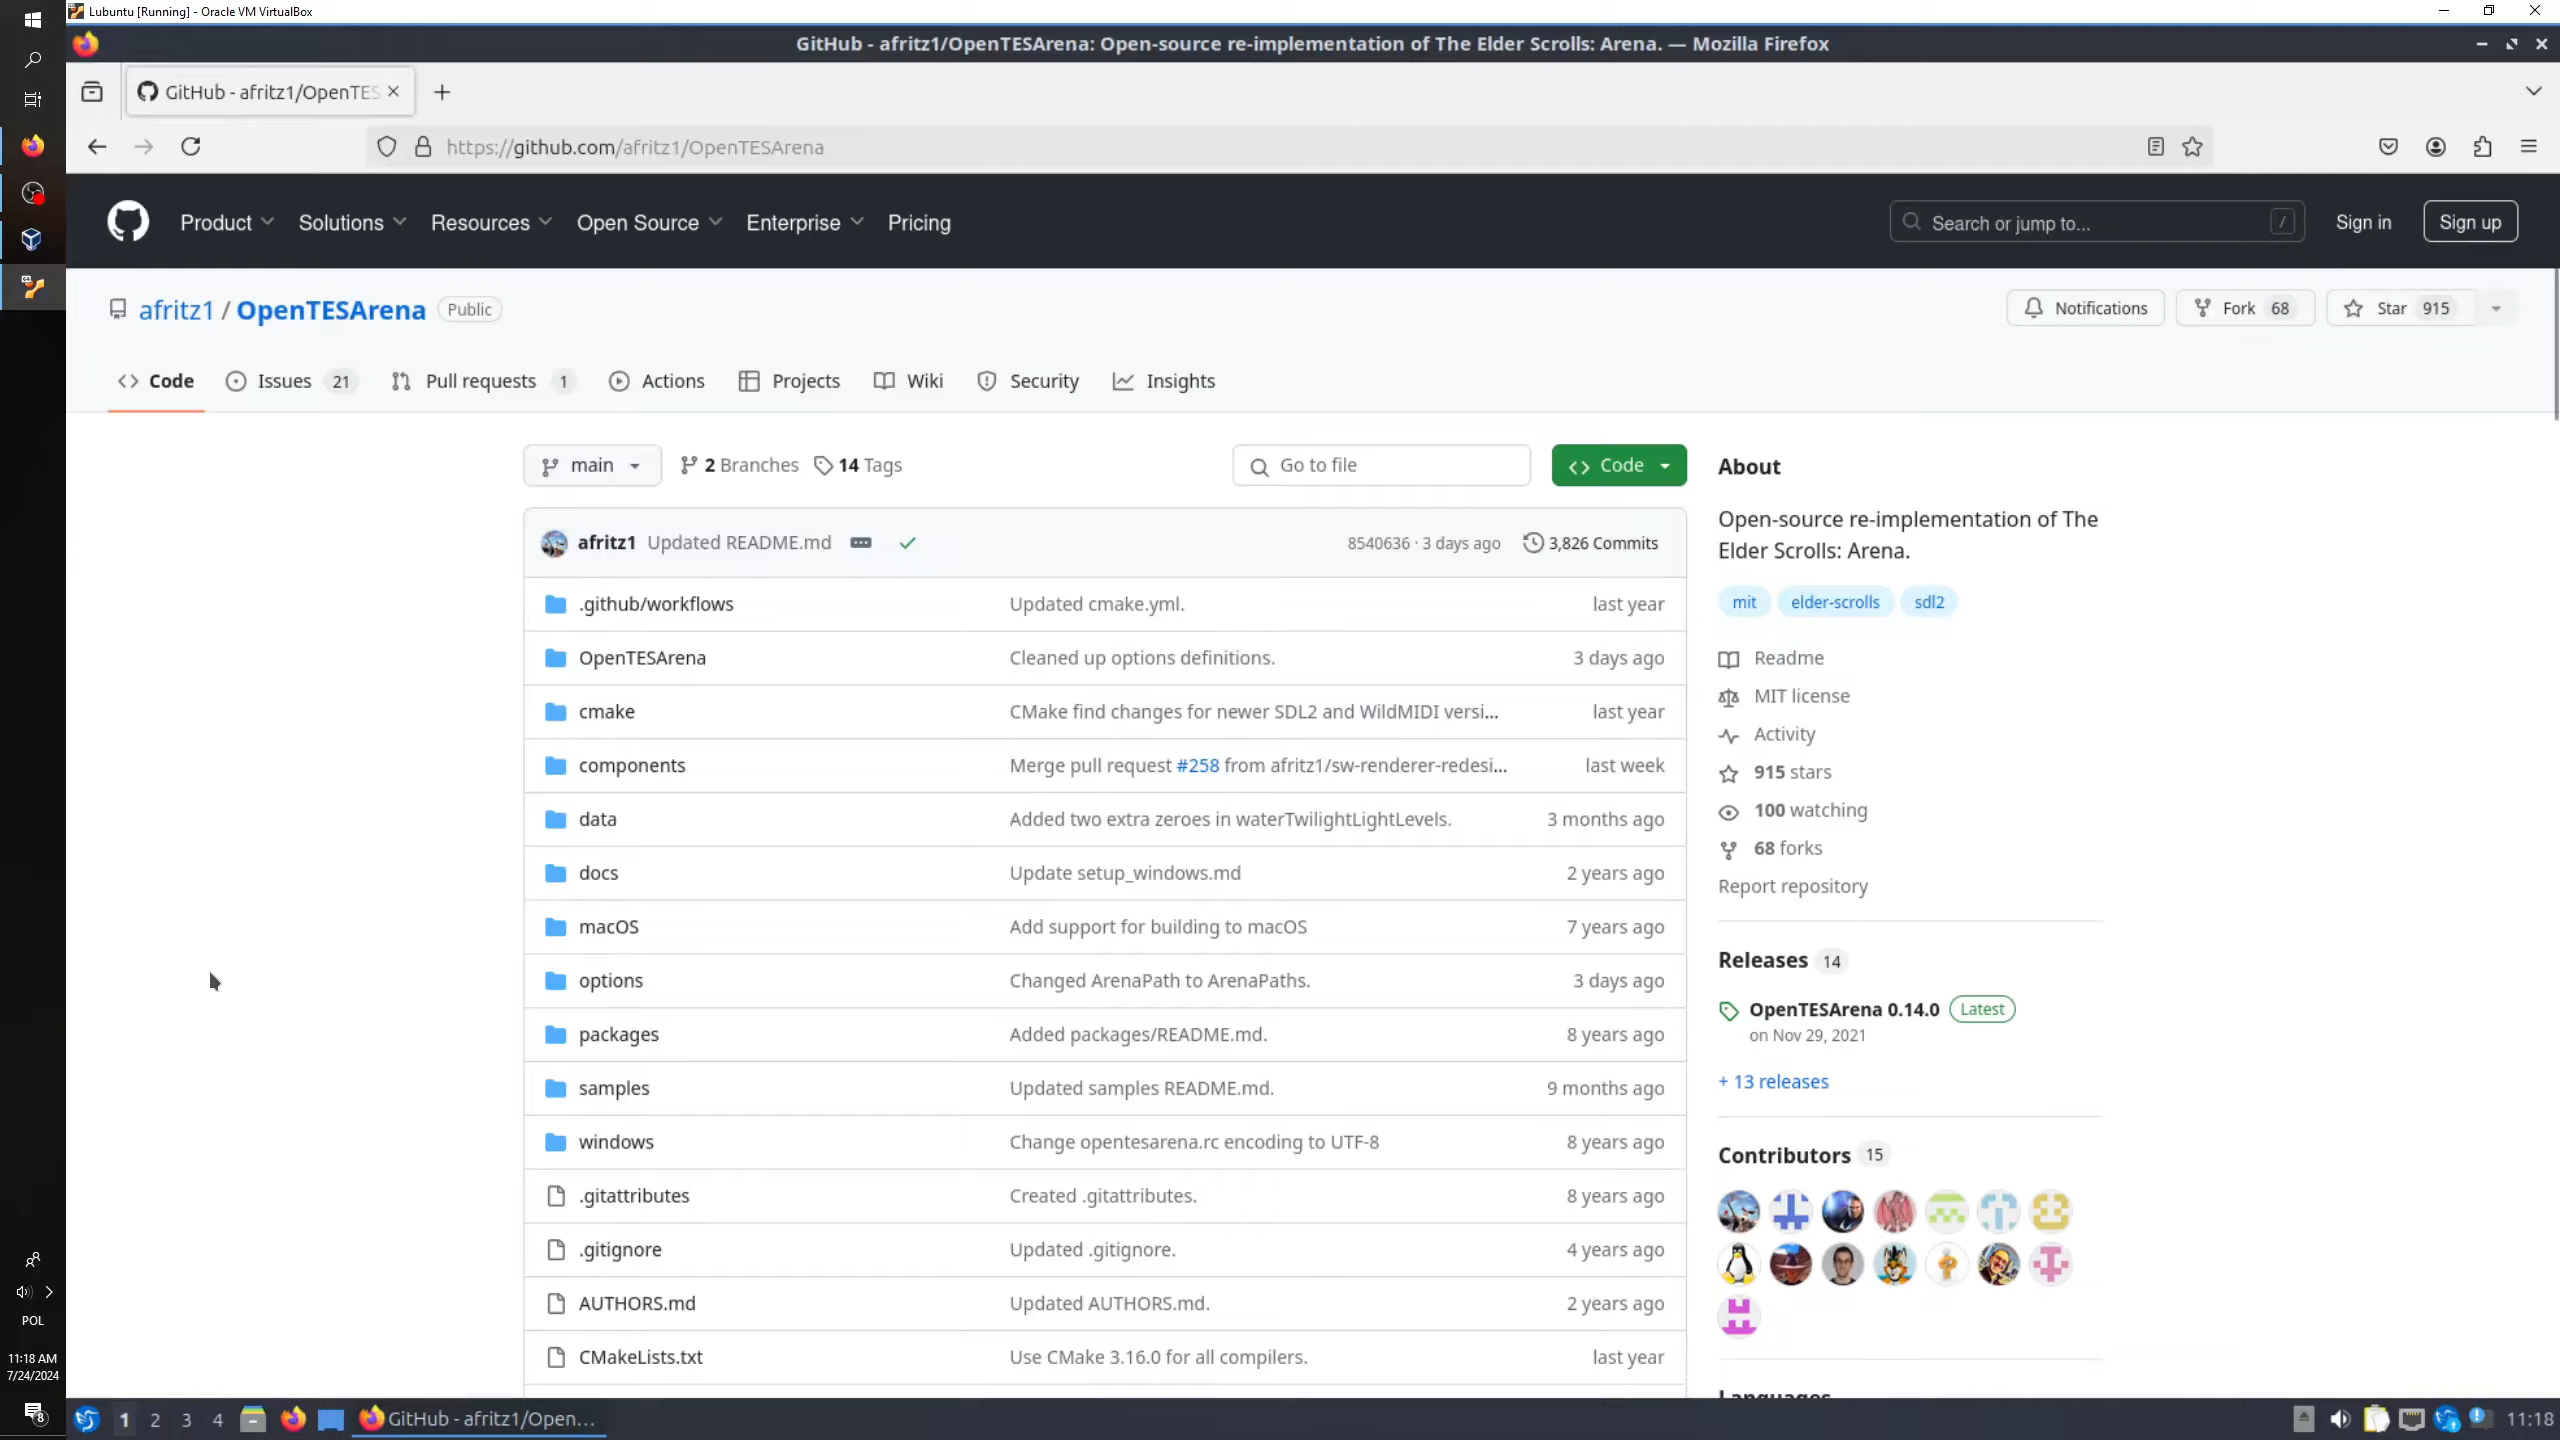 Lubuntu [Running] - Oracle VM VirtualBox
GitHub - afritz1/OpenTESArena: Open-source re-implementation of The Elder Scrolls: Arena. — Mozilla Firefox
GitHub - afritz1/OpenTES
https://github.com/afritz1/OpenTESArena
Product Solutions Resources Open Source Enterprise Pricing
Search or jump to... /
Sign in Sign up
afritz1 / OpenTESArena Public
Notifications Fork 68 Star 915
Code Issues 21 Pull requests 1 Actions Projects Wiki Security Insights
main 2 Branches 14 Tags Go to file Code
afritz1 Updated README.md 8540636 · 3 days ago 3,826 Commits
.github/workflows Updated cmake.yml. last year
OpenTESArena Cleaned up options definitions. 3 days ago
cmake CMake find changes for newer SDL2 and WildMIDI versi... last year
components Merge pull request #258 from afritz1/sw-renderer-redesi... last week
data Added two extra zeroes in waterTwilightLightLevels. 3 months ago
docs Update setup_windows.md 2 years ago
macOS Add support for building to macOS 7 years ago
options Changed ArenaPath to ArenaPaths. 3 days ago
packages Added packages/README.md. 8 years ago
samples Updated samples README.md. 9 months ago
windows Change opentesarena.rc encoding to UTF-8 8 years ago
.gitattributes Created .gitattributes. 8 years ago
.gitignore Updated .gitignore. 4 years ago
AUTHORS.md Updated AUTHORS.md. 2 years ago
CMakeLists.txt Use CMake 3.16.0 for all compilers. last year
About
Open-source re-implementation of The
Elder Scrolls: Arena.
mit elder-scrolls sdl2
Readme
MIT license
Activity
915 stars
100 watching
68 forks
Report repository
Releases 14
OpenTESArena 0.14.0 Latest
on Nov 29, 2021
+ 13 releases
Contributors 15
Languages
POL
11:18 AM
7/24/2024
8
1 2 3 4 GitHub - afritz1/Open... 11:18